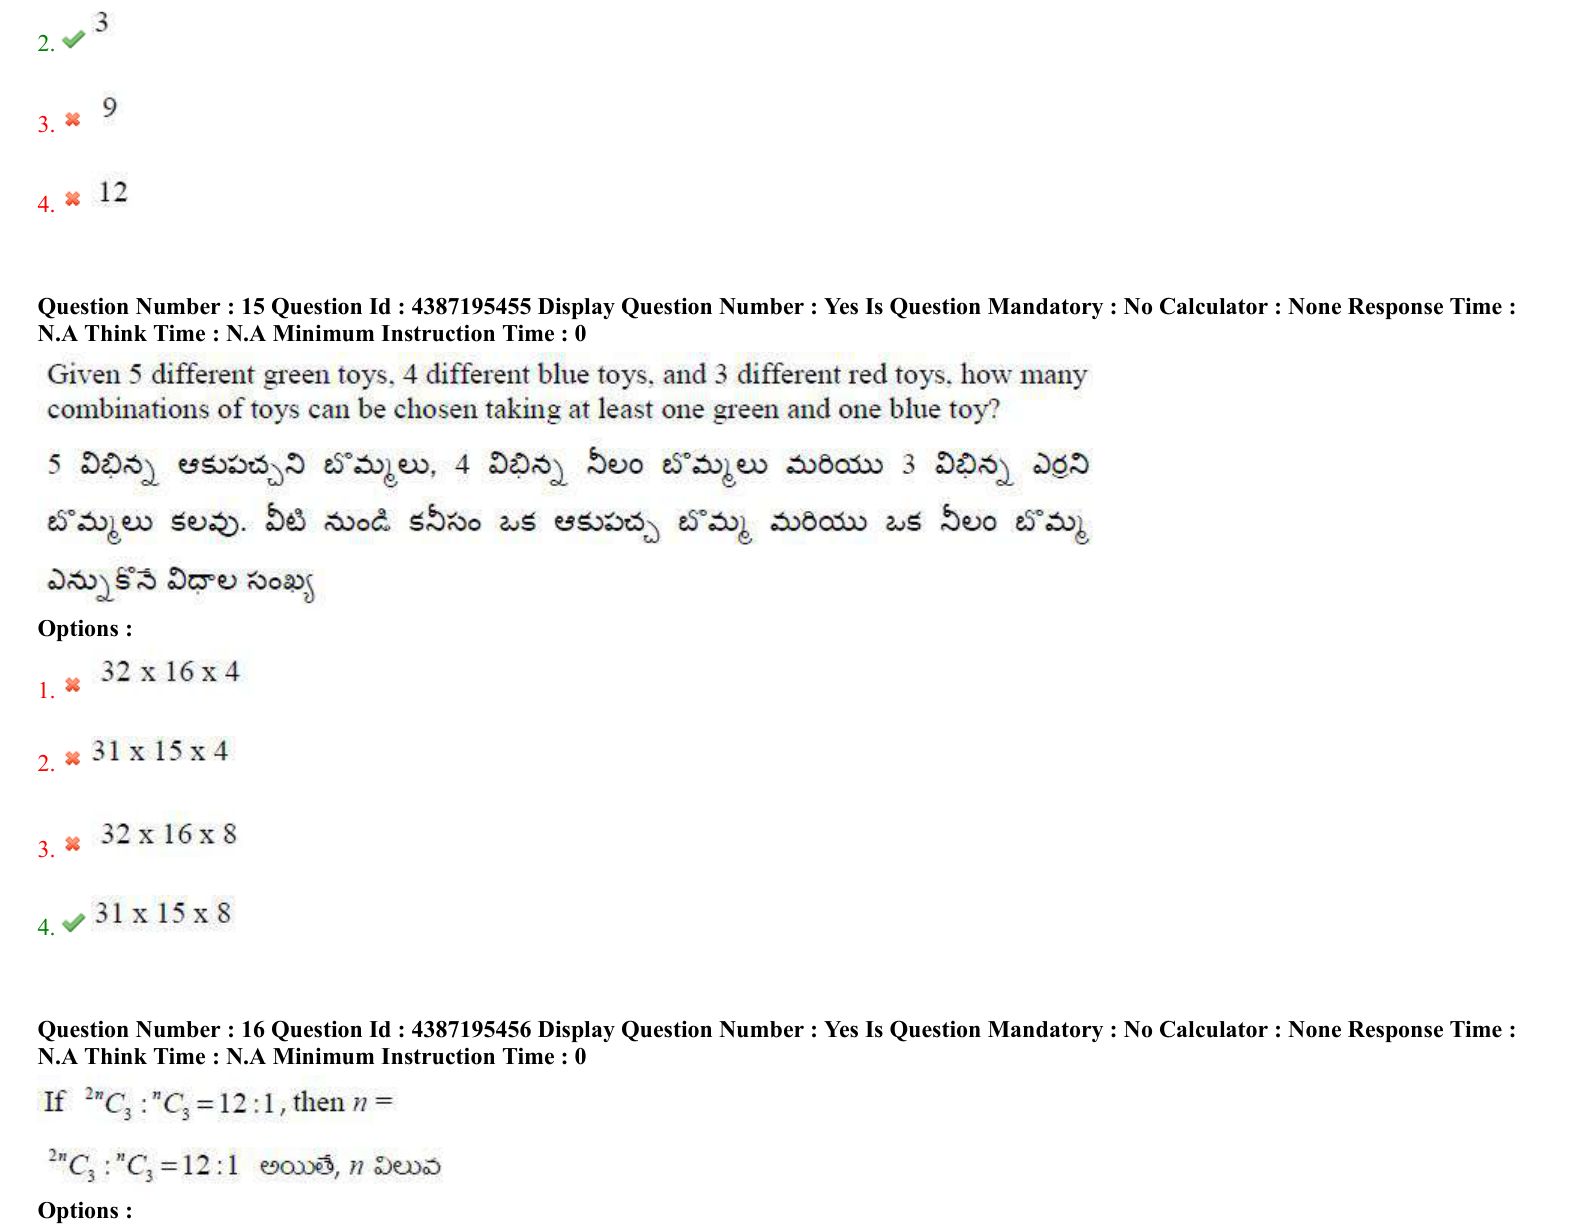 2. 3
3. 9
4. 12
Question Number : 15 Question Id : 4387195455 Display Question Number : Yes Is Question Mandatory : No Calculator : None Response Time :
N.A Think Time : N.A Minimum Instruction Time : 0
Given 5 different green toys, 4 different blue toys, and 3 different red toys, how many
combinations of toys can be chosen taking at least one green and one blue toy?
5 విభిన్న ఆకుపచ్చని బొమ్మలు, 4 విభిన్న నీలం బొమ్మలు మరియు 3 విభిన్న ఎర్రని
బొమ్మలు కలవు. వీటి నుండి కనీసం ఒక ఆకుపచ్చ బొమ్మ మరియు ఒక నీలం బొమ్మ
ఎన్నుకొనే విధాల సంఖ్య
Options :
1. 32 x 16 x 4
2. 31 x 15 x 4
3. 32 x 16 x 8
4. 31 x 15 x 8
Question Number : 16 Question Id : 4387195456 Display Question Number : Yes Is Question Mandatory : No Calculator : None Response Time :
N.A Think Time : N.A Minimum Instruction Time : 0
If ²ⁿC₃ : ⁿC₃ = 12 : 1, then n =
²ⁿC₃ : ⁿC₃ = 12 : 1 అయితే, n విలువ
Options :